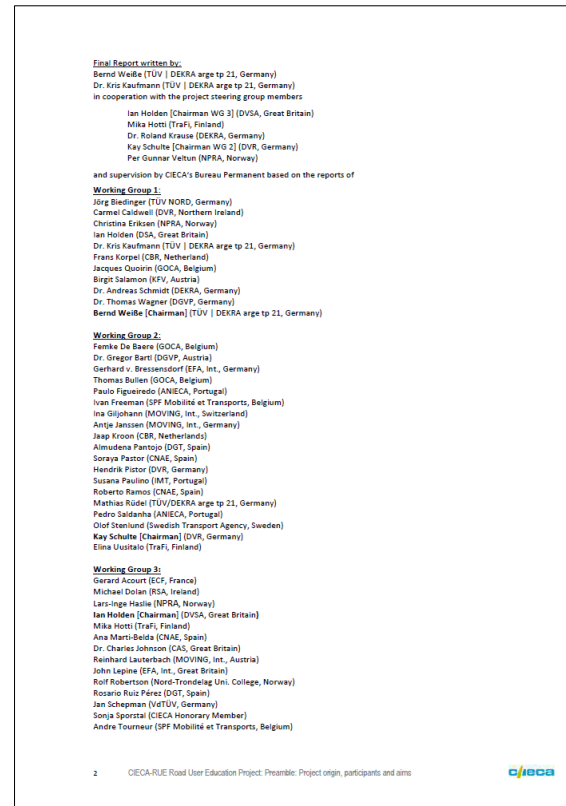 Final Report written by:
Bernd Weiße (TÜV | DEKRA arge tp 21, Germany)
Dr. Kris Kaufmann (TÜV | DEKRA arge tp 21, Germany)
in cooperation with the project steering group members
Ian Holden [Chairman WG 3] (DVSA, Great Britain)
Mika Hotti (TraFi, Finland)
Dr. Roland Krause (DEKRA, Germany)
Kay Schulte [Chairman WG 2] (DVR, Germany)
Per Gunnar Veltun (NPRA, Norway)
and supervision by CIECA's Bureau Permanent based on the reports of
Working Group 1:
Jörg Biedinger (TÜV NORD, Germany)
Carmel Caldwell (DVR, Northern Ireland)
Christina Eriksen (NPRA, Norway)
Ian Holden (DSA, Great Britain)
Dr. Kris Kaufmann (TÜV | DEKRA arge tp 21, Germany)
Frans Korpel (CBR, Netherland)
Jacques Quoirin (GOCA, Belgium)
Birgit Salamon (KFV, Austria)
Dr. Andreas Schmidt (DEKRA, Germany)
Dr. Thomas Wagner (DGVP, Germany)
Bernd Weiße [Chairman] (TÜV | DEKRA arge tp 21, Germany)
Working Group 2:
Femke De Baere (GOCA, Belgium)
Dr. Gregor Bartl (DGVP, Austria)
Gerhard v. Bressensdorf (EFA, Int., Germany)
Thomas Bullen (GOCA, Belgium)
Paulo Figueiredo (ANIECA, Portugal)
Ivan Freeman (SPF Mobilité et Transports, Belgium)
Ina Giljohann (MOVING, Int., Switzerland)
Antje Janssen (MOVING, Int., Germany)
Jaap Kroon (CBR, Netherlands)
Almudena Pantojo (DGT, Spain)
Soraya Pastor (CNAE, Spain)
Hendrik Pistor (DVR, Germany)
Susana Paulino (IMT, Portugal)
Roberto Ramos (CNAE, Spain)
Mathias Rüdel (TÜV/DEKRA arge tp 21, Germany)
Pedro Saldanha (ANIECA, Portugal)
Olof Stenlund (Swedish Transport Agency, Sweden)
Kay Schulte [Chairman] (DVR, Germany)
Elina Uusitalo (TraFi, Finland)
Working Group 3:
Gerard Acourt (ECF, France)
Michael Dolan (RSA, Ireland)
Lars-Inge Haslie (NPRA, Norway)
Ian Holden [Chairman] (DVSA, Great Britain)
Mika Hotti (TraFi, Finland)
Ana Marti-Belda (CNAE, Spain)
Dr. Charles Johnson (CAS, Great Britain)
Reinhard Lauterbach (MOVING, Int., Austria)
John Lepine (EFA, Int., Great Britain)
Rolf Robertson (Nord-Trondelag Uni. College, Norway)
Rosario Ruiz Pérez (DGT, Spain)
Jan Schepman (VdTÜV, Germany)
Sonja Sporstal (CIECA Honorary Member)
Andre Tourneur (SPF Mobilité et Transports, Belgium)
2 CIECA-RUE Road User Education Project: Preamble: Project origin, participants and aims
cieca